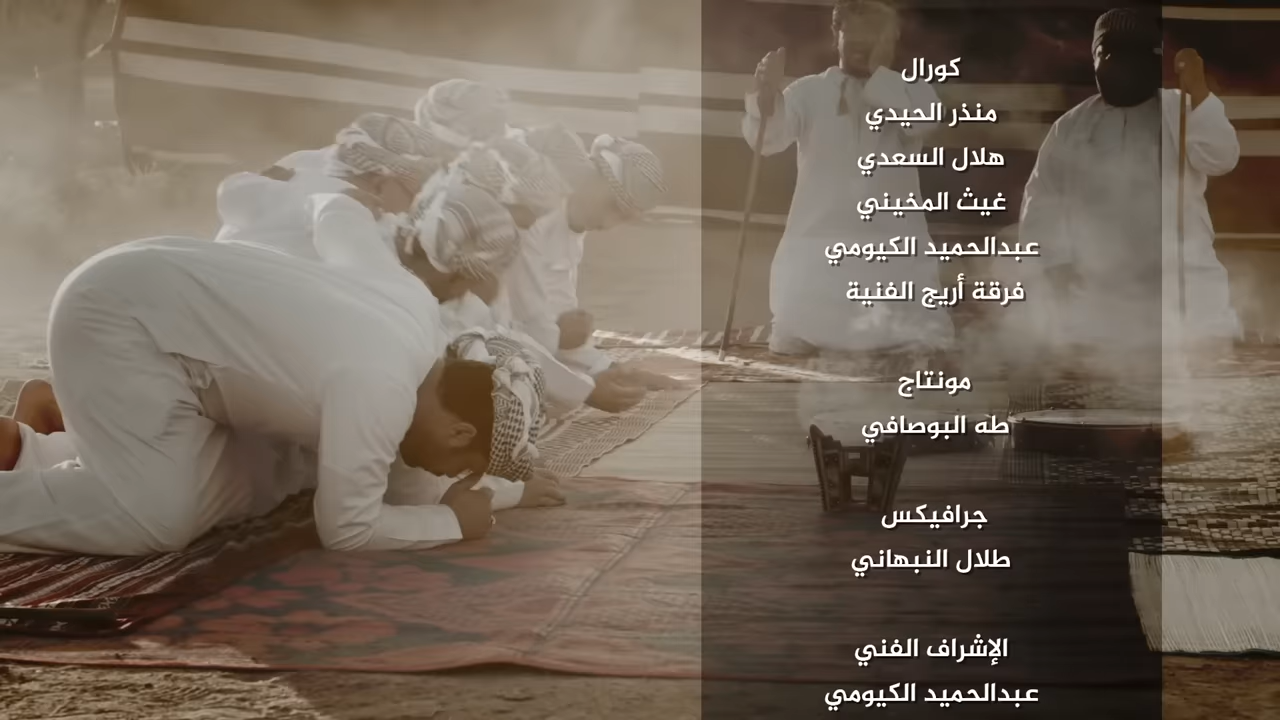 كورال
منذر الحيدي
هلال السعدي
غيث المخيني
عبدالحميد الكيومي
فرقة أريج الفنية
مونتاج
طه البوصافي
جرافيكس
طلال النبهاني
الإشراف الفني
عبدالحميد الكيومي